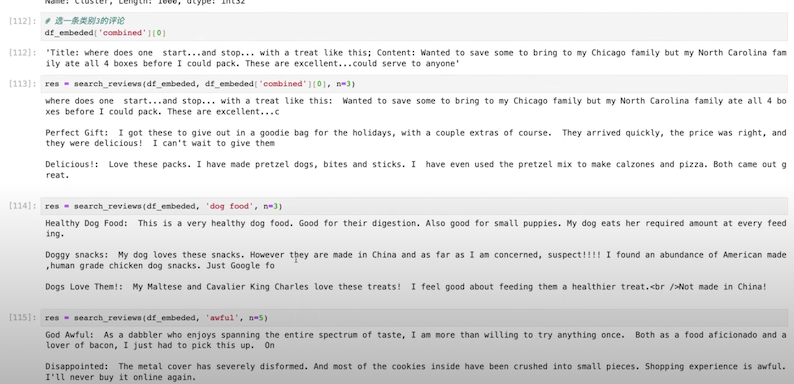 Name: Cluster, Length: 1000, dtype: int32
[112]: # 选一条类别3的评论
df_embeded['combined'][0]
[112]: 'Title: where does one  start...and stop... with a treat like this; Content: Wanted to save some to bring to my Chicago family but my North Carolina fam
ily ate all 4 boxes before I could pack. These are excellent...could serve to anyone'
[113]: res = search_reviews(df_embeded, df_embeded['combined'][0], n=3)
where does one  start...and stop... with a treat like this:  Wanted to save some to bring to my Chicago family but my North Carolina family ate all 4 bo
xes before I could pack. These are excellent...c
Perfect Gift:  I got these to give out in a goodie bag for the holidays, with a couple extras of course.  They arrived quickly, the price was right, and
they were delicious!  I can't wait to give them
Delicious!:  Love these packs. I have made pretzel dogs, bites and sticks. I  have even used the pretzel mix to make calzones and pizza. Both came out g
reat.
[114]: res = search_reviews(df_embeded, 'dog food', n=3)
Healthy Dog Food:  This is a very healthy dog food. Good for their digestion. Also good for small puppies. My dog eats her required amount at every feed
ing.
Doggy snacks:  My dog loves these snacks. However they are made in China and as far as I am concerned, suspect!!!! I found an abundance of American made
,human grade chicken dog snacks. Just Google fo
Dogs Love Them!:  My Maltese and Cavalier King Charles love these treats!  I feel good about feeding them a healthier treat.<br />Not made in China!
[115]: res = search_reviews(df_embeded, 'awful', n=5)
God Awful:  As a dabbler who enjoys spanning the entire spectrum of taste, I am more than willing to try anything once.  Both as a food aficionado and a
lover of bacon, I just had to pick this up.  On
Disappointed:  The metal cover has severely disformed. And most of the cookies inside have been crushed into small pieces. Shopping experience is awful.
I'll never buy it online again.